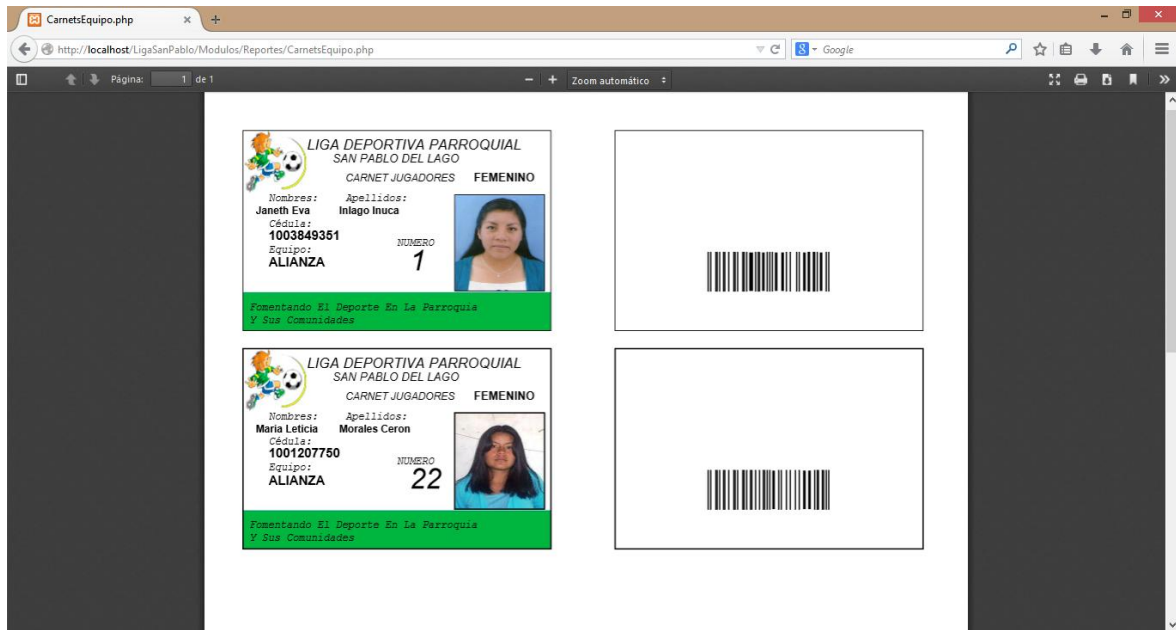 CarnetsEquipo.php
http://localhost/LigaSanPablo/Modulos/Reportes/CarnetsEquipo.php
Google
Página: 1 de 1
Zoom automático
LIGA DEPORTIVA PARROQUIAL
SAN PABLO DEL LAGO
CARNET JUGADORES FEMENINO
Nombres: Apellidos:
Janeth Eva Inlago Inuca
Cédula:
1003849351
Equipo: NUMERO
ALIANZA 1
Fomentando El Deporte En La Parroquia
Y Sus Comunidades
LIGA DEPORTIVA PARROQUIAL
SAN PABLO DEL LAGO
CARNET JUGADORES FEMENINO
Nombres: Apellidos:
Maria Leticia Morales Ceron
Cédula:
1001207750
Equipo: NUMERO
ALIANZA 22
Fomentando El Deporte En La Parroquia
Y Sus Comunidades